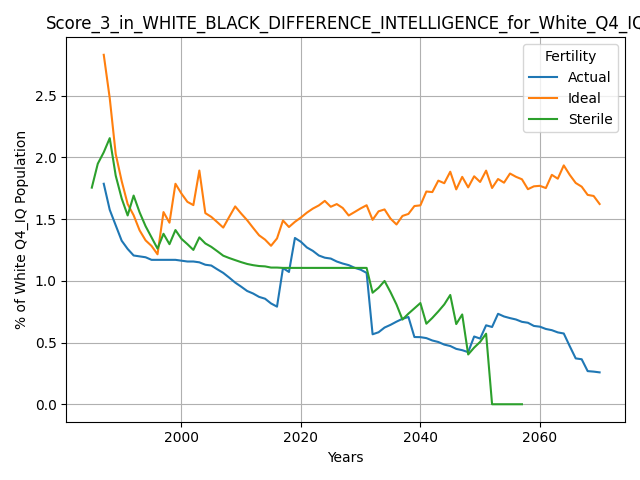 Score_3_in_WHITE_BLACK_DIFFERENCE_INTELLIGENCE_for_White_Q4_IQ
Fertility
Actual
Ideal
Sterile
% of White Q4_IQ Population
2.5
2.0
1.5
1.0
0.5
0.0
2000 2020 2040 2060
Years